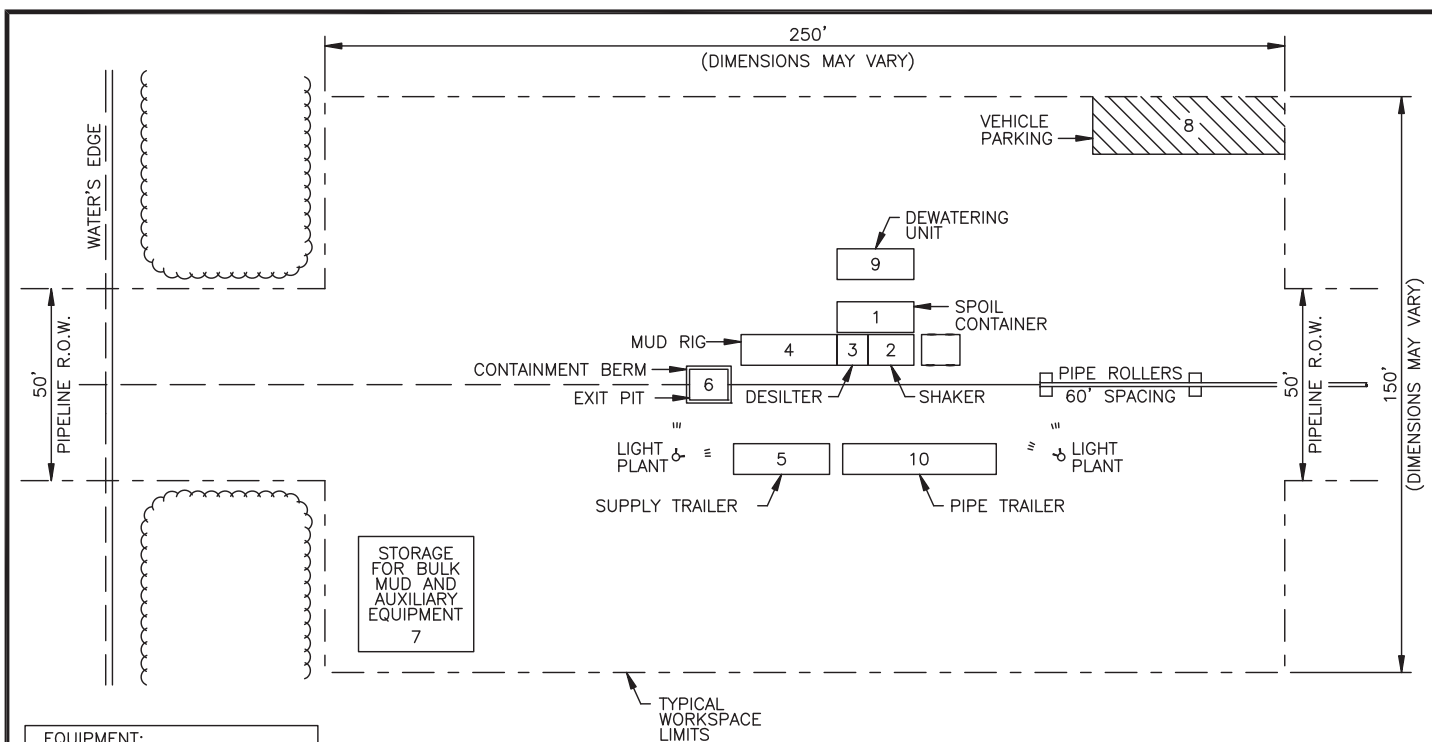 250'
(DIMENSIONS MAY VARY)
WATER'S EDGE
VEHICLE
PARKING
8
DEWATERING
UNIT
9
1
SPOIL
CONTAINER
MUD RIG
4
3
2
CONTAINMENT BERM
EXIT PIT
6
DESILTER
SHAKER
PIPE ROLLERS
60' SPACING
50'
PIPELINE R.O.W.
50'
PIPELINE R.O.W.
150'
(DIMENSIONS MAY VARY)
LIGHT
PLANT
5
10
LIGHT
PLANT
SUPPLY TRAILER
PIPE TRAILER
STORAGE
FOR BULK
MUD AND
AUXILIARY
EQUIPMENT
7
TYPICAL
WORKSPACE
LIMITS
EQUIPMENT: